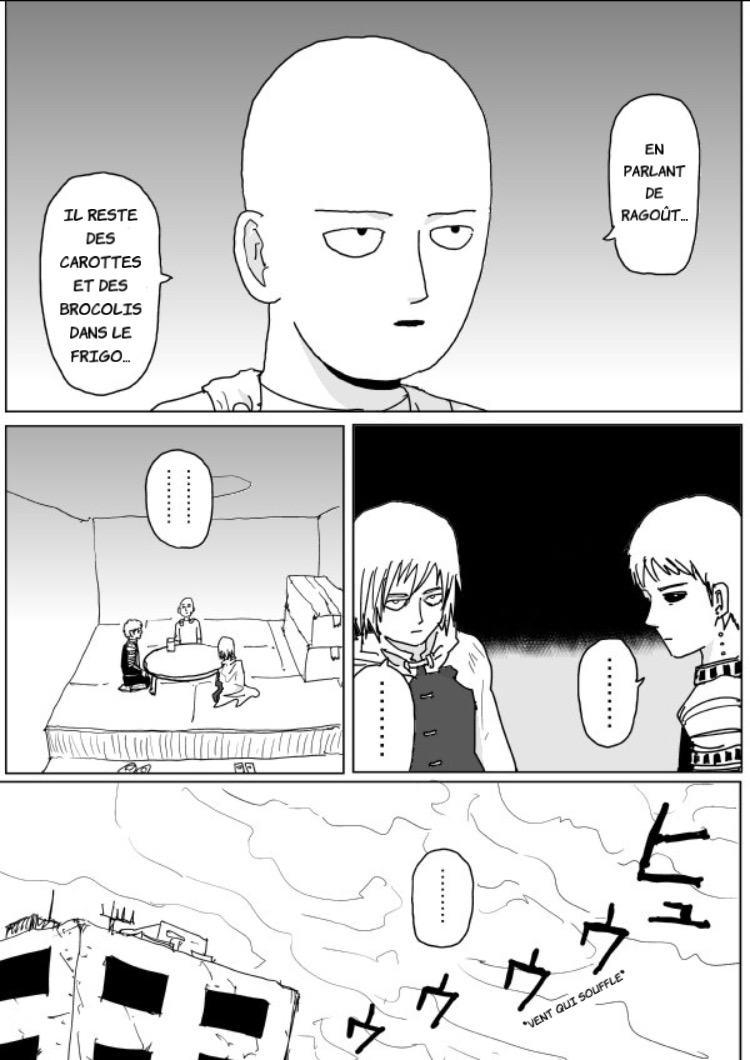 EN
PARLANT
DE
RAGOÛT...
IL RESTE
DES
CAROTTES
ET DES
BROCOLIS
DANS LE
FRIGO...
ヒュウウウウ
*VENT QUI SOUFFLE*